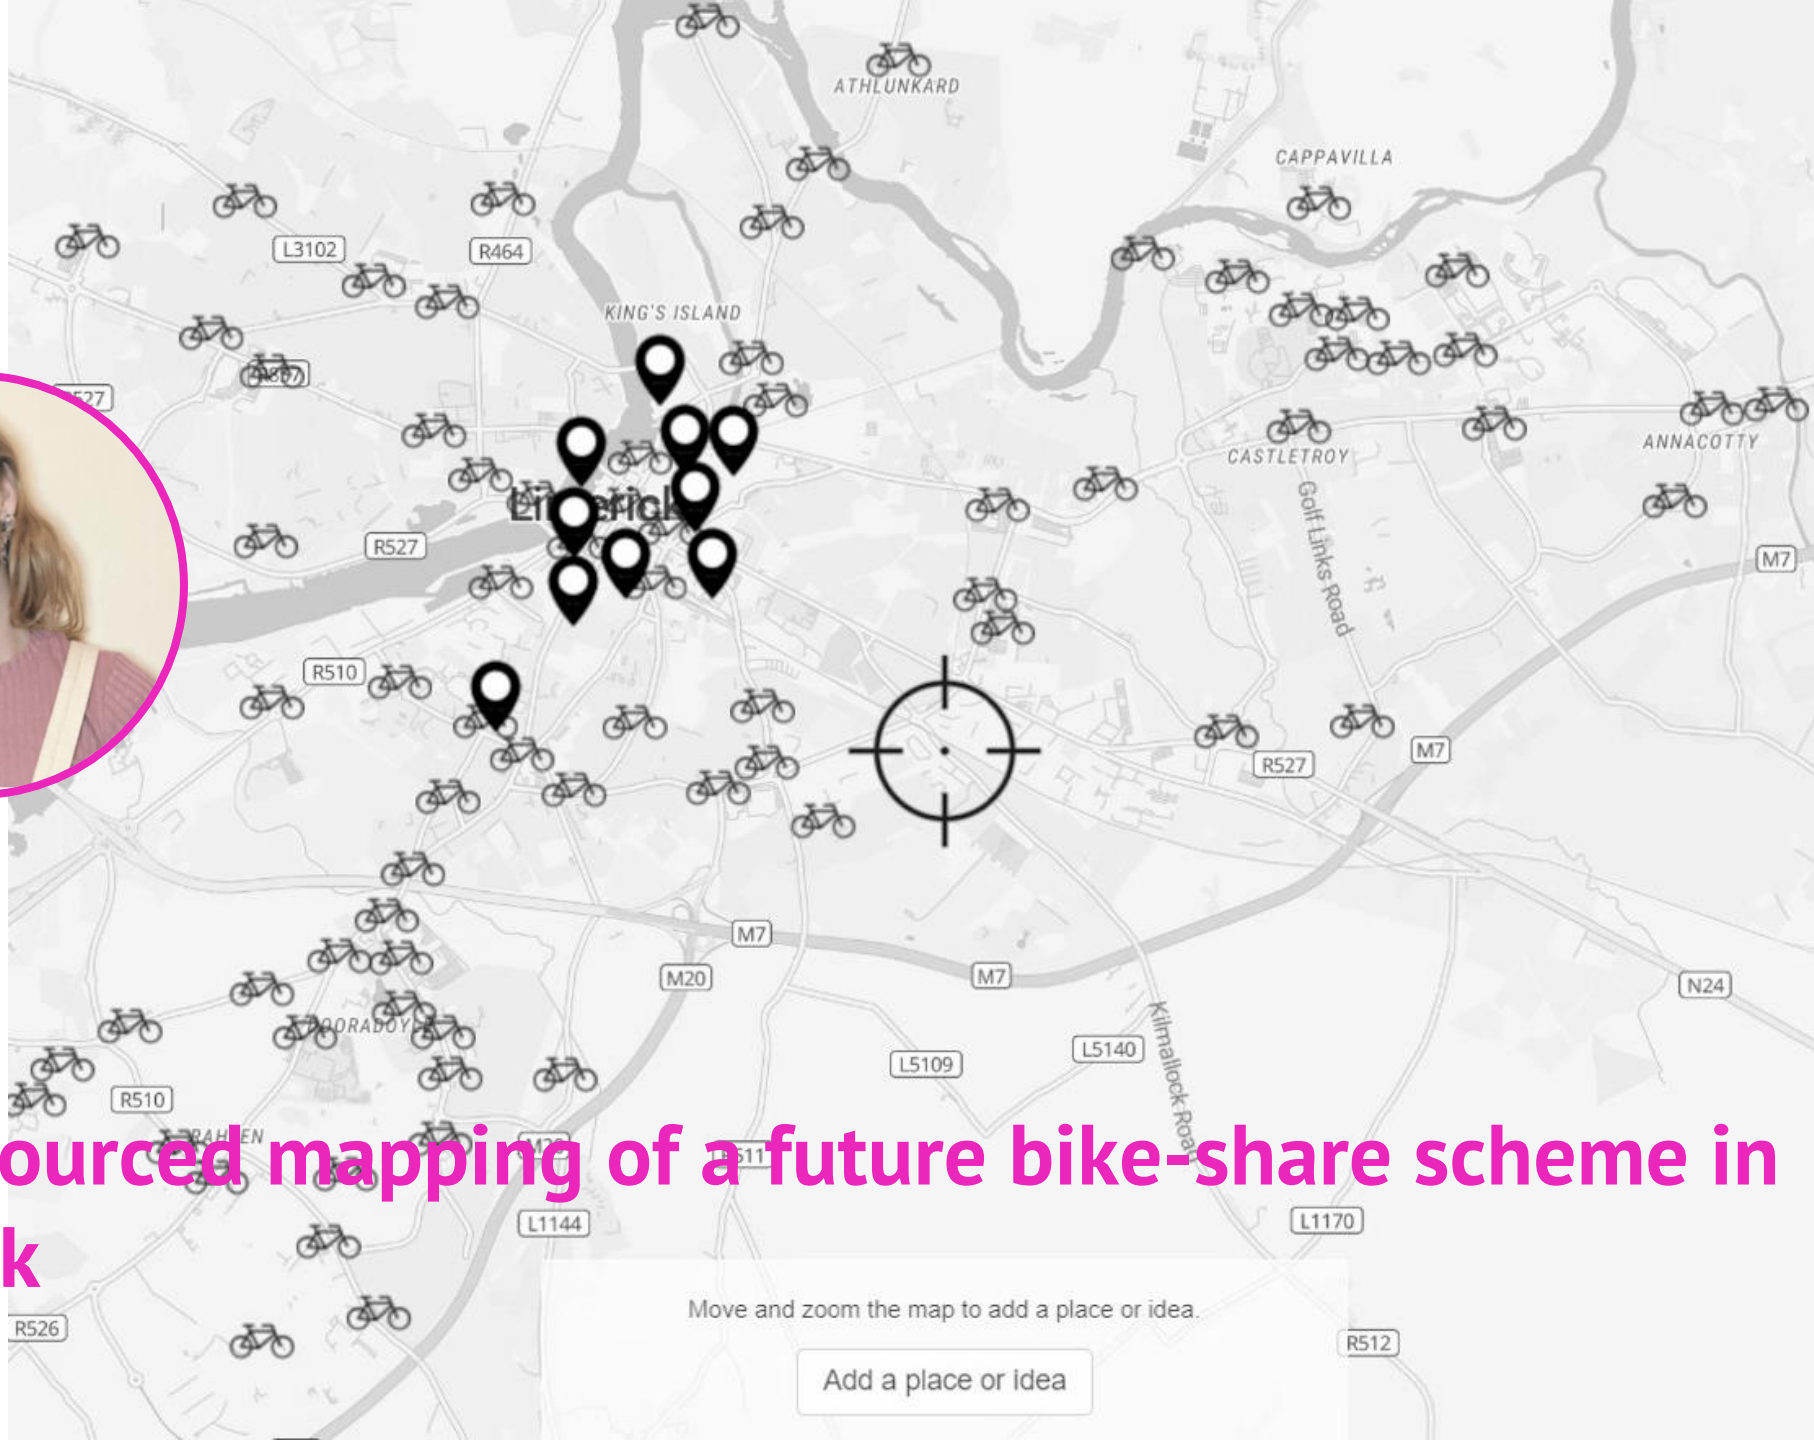 ATHLUNKARD
CAPPAVILLA
L3102
R464
KING'S ISLAND
527
ANNACOTTY
CASTLETROY
Limerick
Golf Links Road
R527
M7
R510
M7
R527
M7
M20
M7
N24
L5140
L5109
Kilmallock Road
R510
ourced mapping of a future bike-share scheme in
k
L1144
L1170
Move and zoom the map to add a place or idea.
R526
R512
Add a place or idea